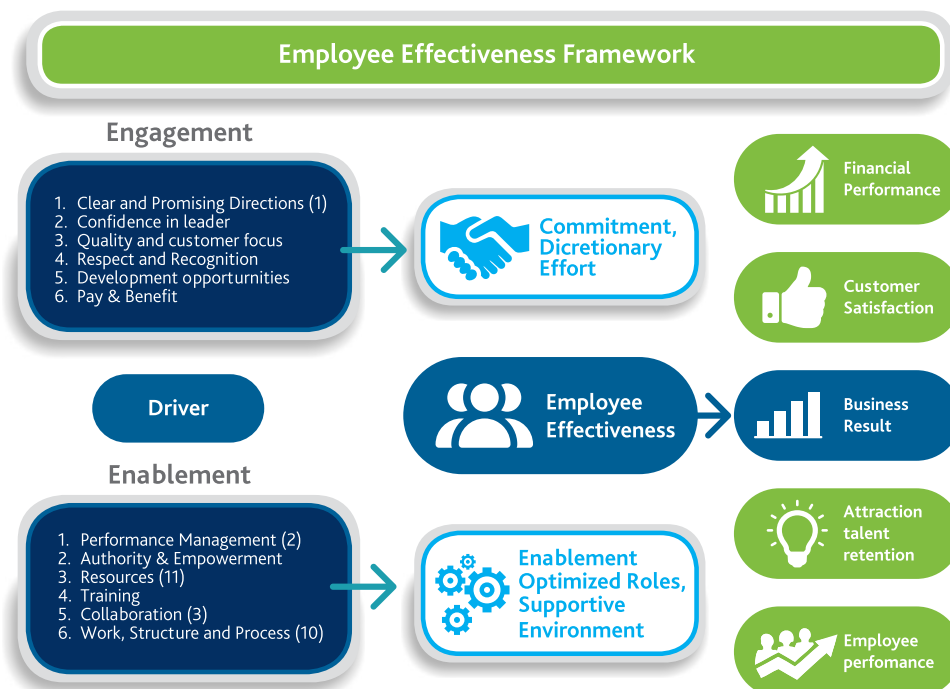 Employee Effectiveness Framework
Engagement
1. Clear and Promising Directions (1)
2. Confidence in leader
3. Quality and customer focus
4. Respect and Recognition
5. Development opporturnities
6. Pay & Benefit
Commitment,
Dicretionary
Effort
Financial
Performance
Customer
Satisfaction
Driver
Employee
Effectiveness
Business
Result
Enablement
1. Performance Management (2)
2. Authority & Empowerment
3. Resources (11)
4. Training
5. Collaboration (3)
6. Work, Structure and Process (10)
Enablement
Optimized Roles,
Supportive
Environment
Attraction
talent
retention
Employee
perfomance